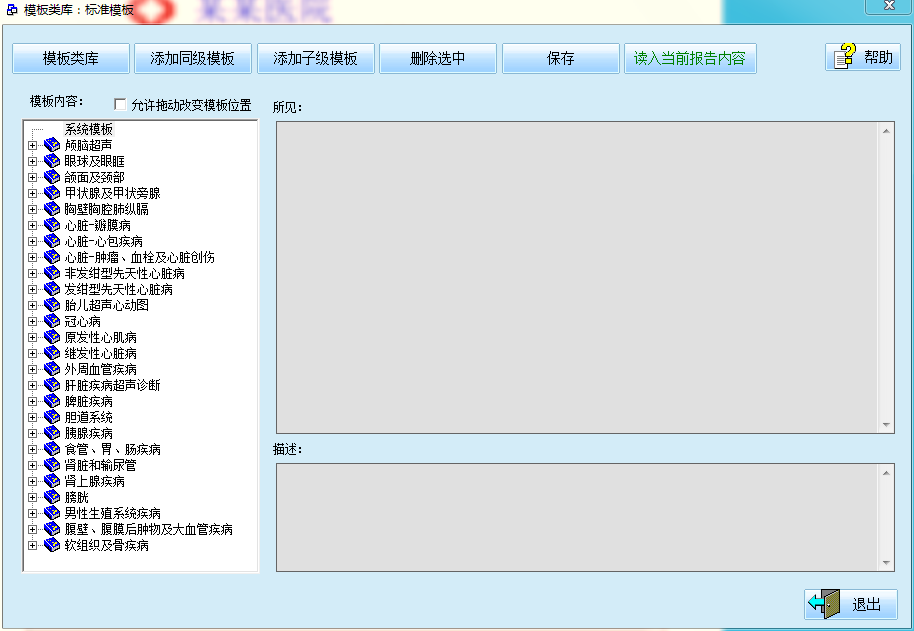 模板类库：标准模板
某某医院
模板类库
添加同级模板
添加子级模板
删除选中
保存
读入当前报告内容
帮助
模板内容：
允许拖动改变模板位置
所见：
系统模板
颅脑超声
眼球及眼眶
颌面及颈部
甲状腺及甲状旁腺
胸壁胸腔肺纵膈
心脏-瓣膜病
心脏-心包疾病
心脏-肿瘤、血栓及心脏创伤
非发绀型先天性心脏病
发绀型先天性心脏病
胎儿超声心动图
冠心病
原发性心肌病
继发性心脏病
外周血管疾病
肝脏疾病超声诊断
脾脏疾病
胆道系统
胰腺疾病
食管、胃、肠疾病
肾脏和输尿管
肾上腺疾病
膀胱
男性生殖系统疾病
腹壁、腹膜后肿物及大血管疾病
软组织及骨疾病
描述：
退出